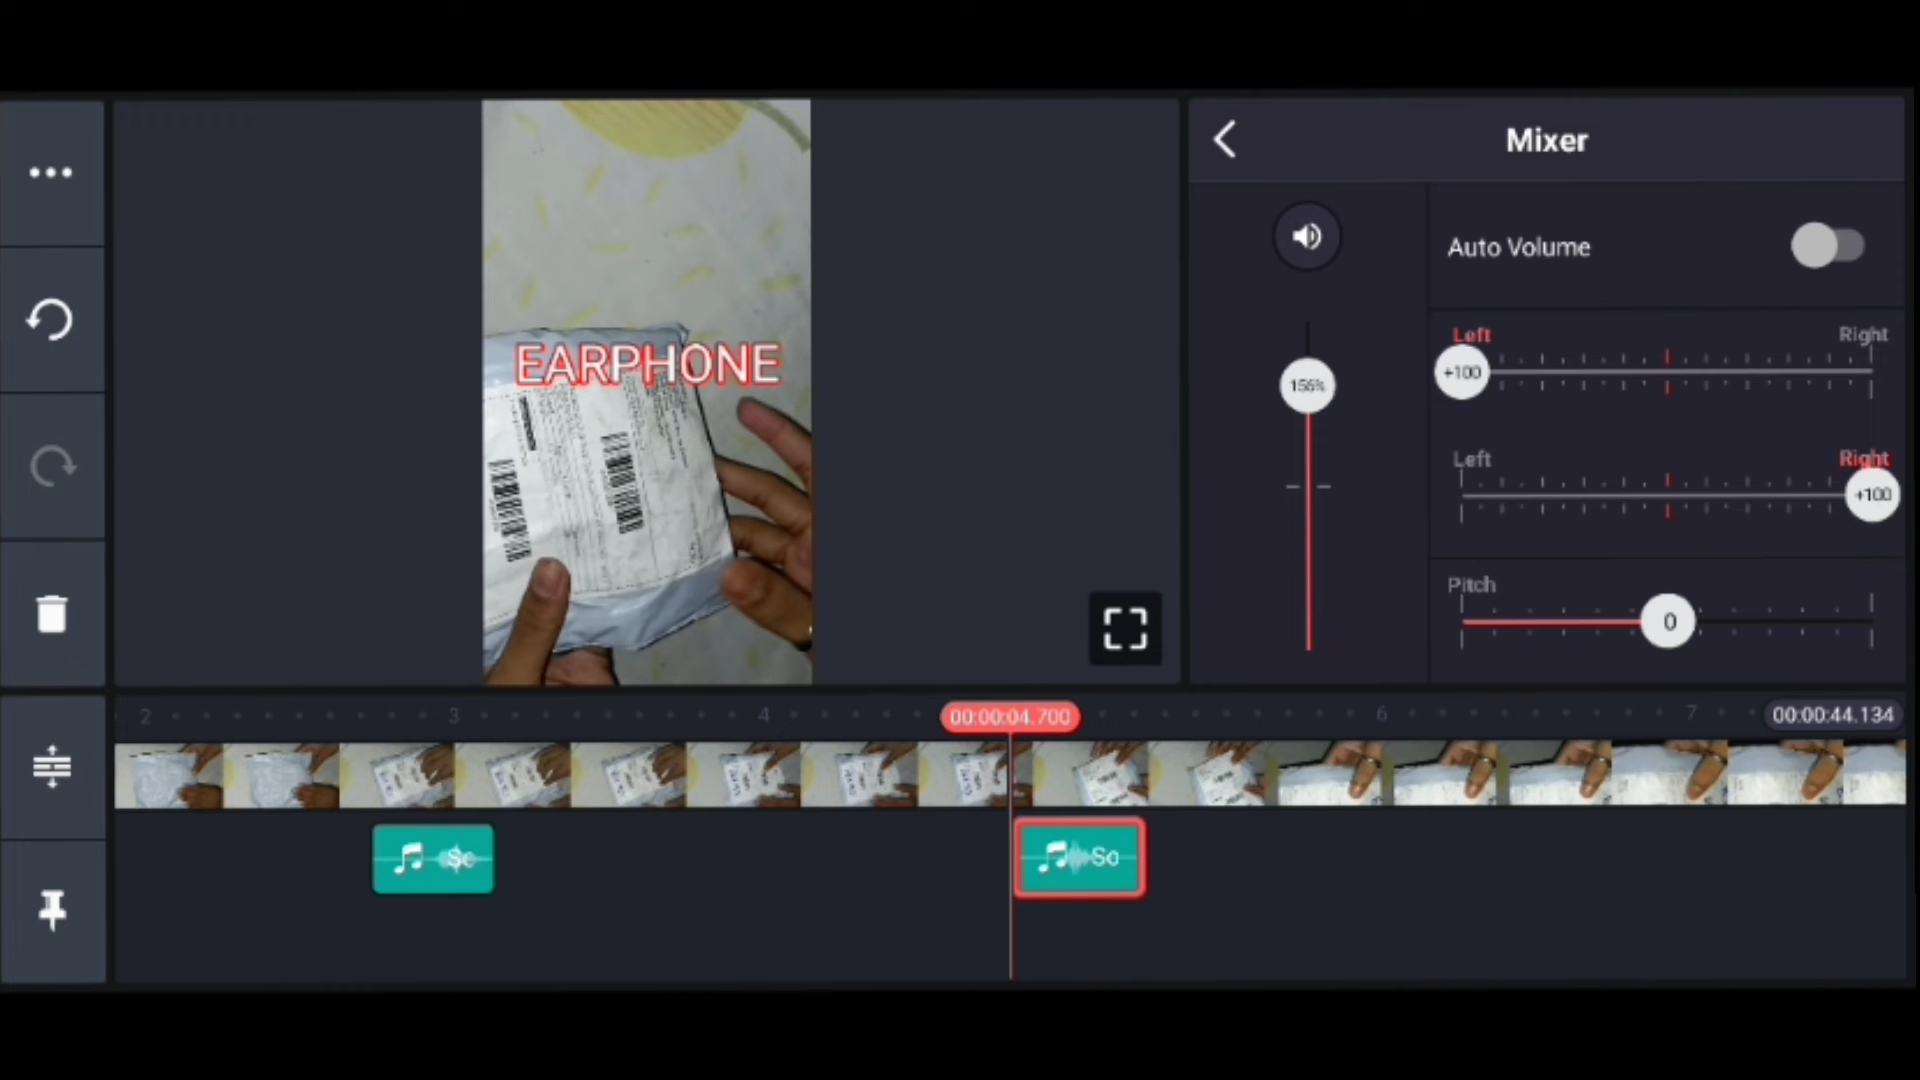 Mixer
Auto Volume
156%
Left
Right
+100
Left
Right
+100
Pitch
0
EARPHONE
2
3
4
00:00:04.700
6
7
00:00:44.134
So
So